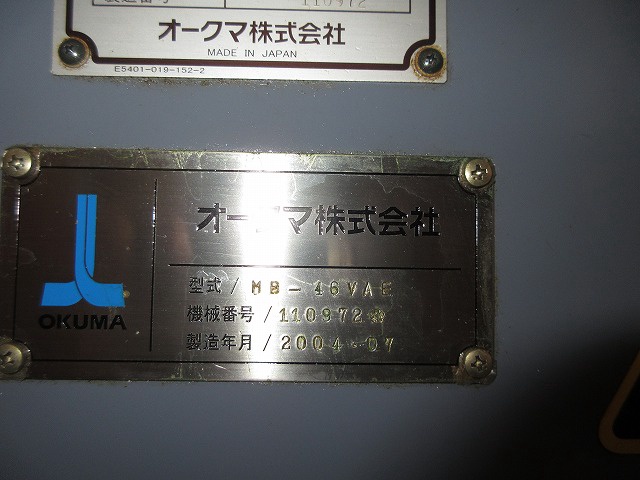 110972
オークマ株式会社
MADE IN JAPAN
E5401-019-152-2
オークマ株式会社
型式/MB-46VAE
機械番号/110972
製造年月/2004-07
OKUMA